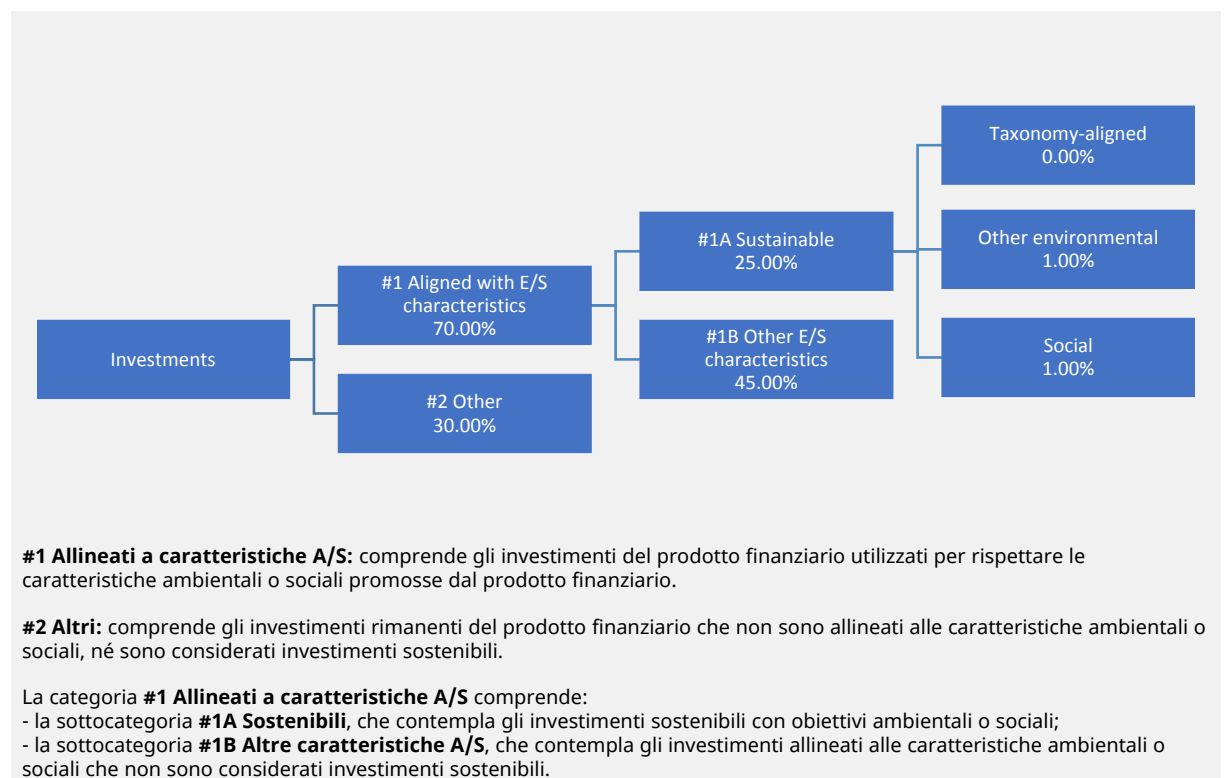 Taxonomy-aligned
0.00%
#1A Sustainable
25.00%
Other environmental
1.00%
#1 Aligned with E/S
characteristics
70.00%
Investments
#1B Other E/S
characteristics
45.00%
Social
1.00%
#2 Other
30.00%
#1 Allineati a caratteristiche A/S: comprende gli investimenti del prodotto finanziario utilizzati per rispettare le
caratteristiche ambientali o sociali promosse dal prodotto finanziario.
#2 Altri: comprende gli investimenti rimanenti del prodotto finanziario che non sono allineati alle caratteristiche ambientali o
sociali, né sono considerati investimenti sostenibili.
La categoria #1 Allineati a caratteristiche A/S comprende:
- la sottocategoria #1A Sostenibili, che contempla gli investimenti sostenibili con obiettivi ambientali o sociali;
- la sottocategoria #1B Altre caratteristiche A/S, che contempla gli investimenti allineati alle caratteristiche ambientali o
sociali che non sono considerati investimenti sostenibili.